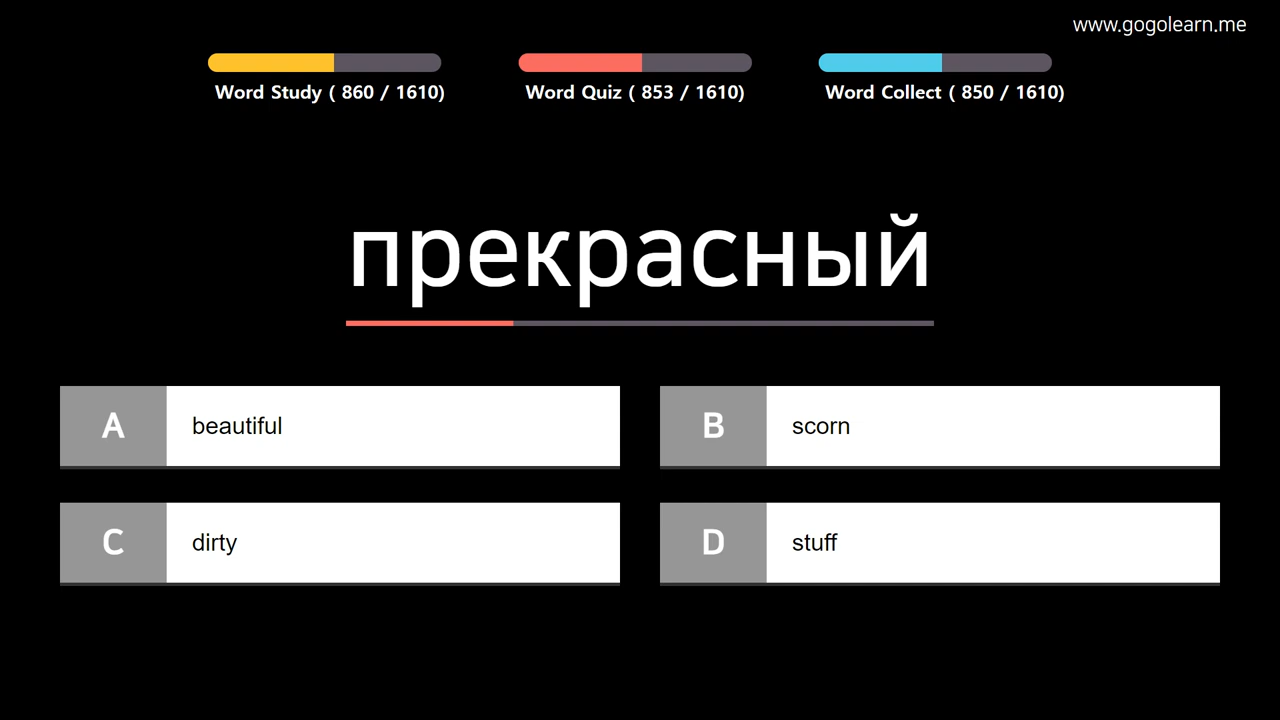 www.gogolearn.me
Word Study ( 860 / 1610)
Word Quiz ( 853 / 1610)
Word Collect ( 850 / 1610)
прекрасный
A beautiful
B scorn
C dirty
D stuff